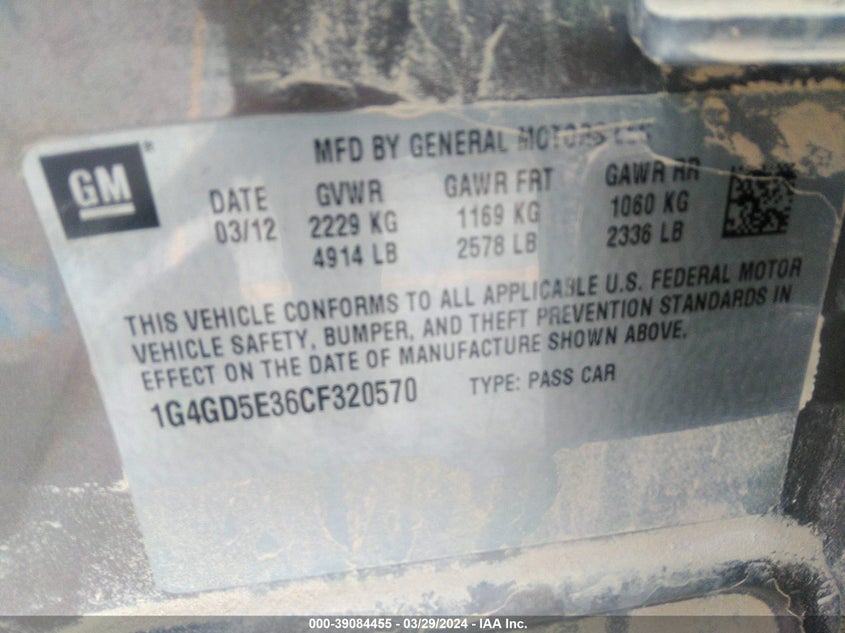 MFD BY GENERAL MOTORS LLC
GM®
DATE GVWR GAWR FRT GAWR RR
03/12 2229 KG 1169 KG 1060 KG
4914 LB 2578 LB 2336 LB
THIS VEHICLE CONFORMS TO ALL APPLICABLE U.S. FEDERAL MOTOR
VEHICLE SAFETY, BUMPER, AND THEFT PREVENTION STANDARDS IN
EFFECT ON THE DATE OF MANUFACTURE SHOWN ABOVE.
1G4GD5E36CF320570 TYPE: PASS CAR
000-39084455 — 03/29/2024 — IAA Inc.